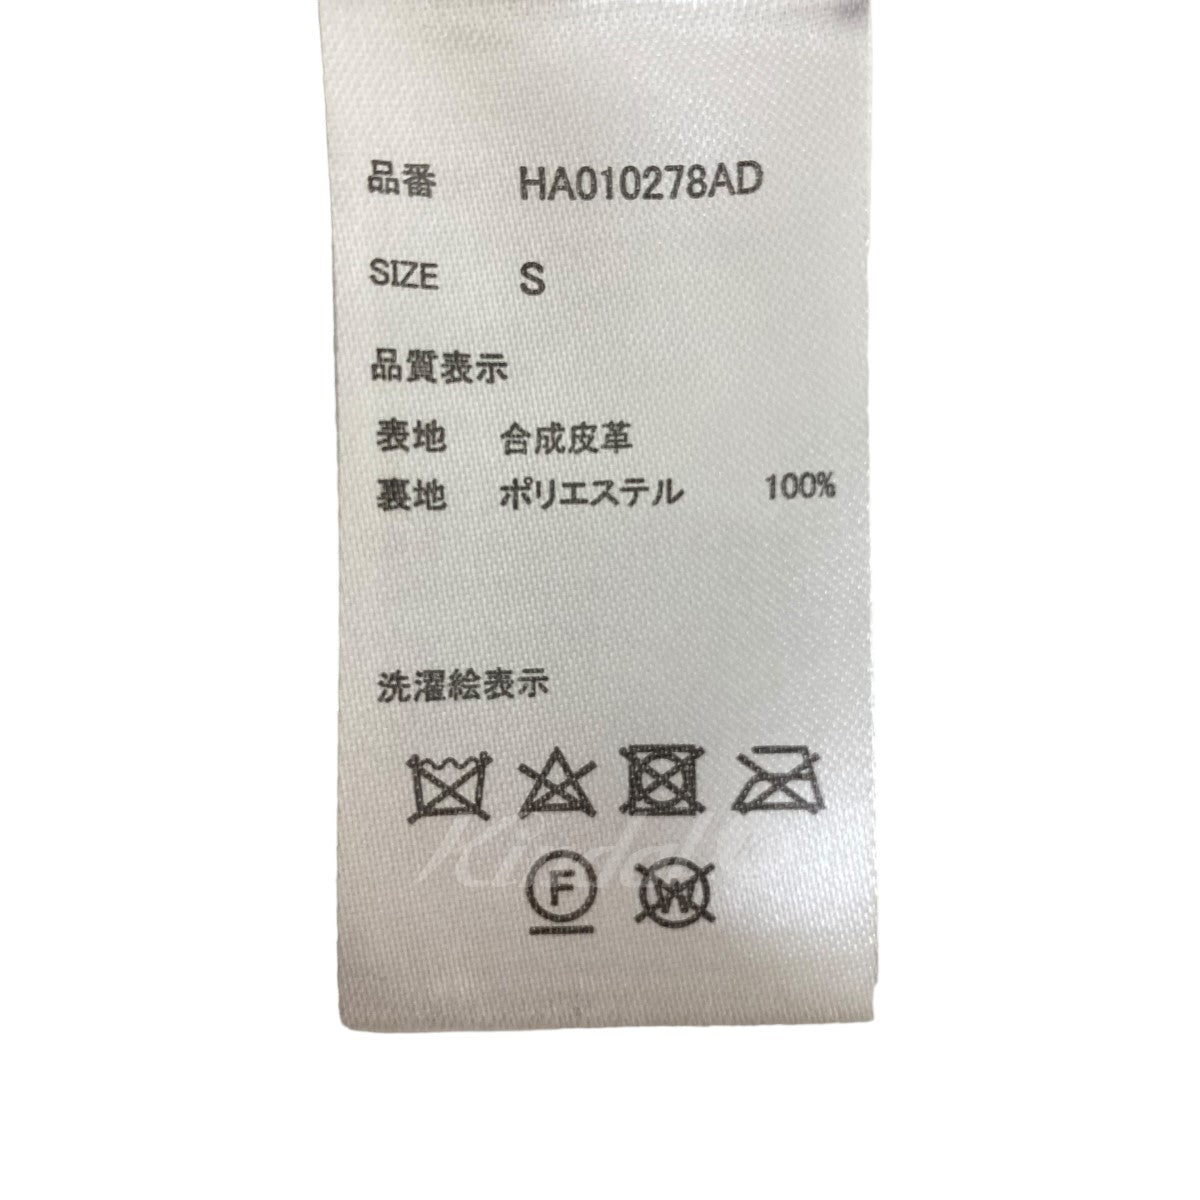 品番 HA010278AD
SIZE S
品質表示
表地 合成皮革
裏地 ポリエステル 100%
洗濯絵表示
F W
Kindal